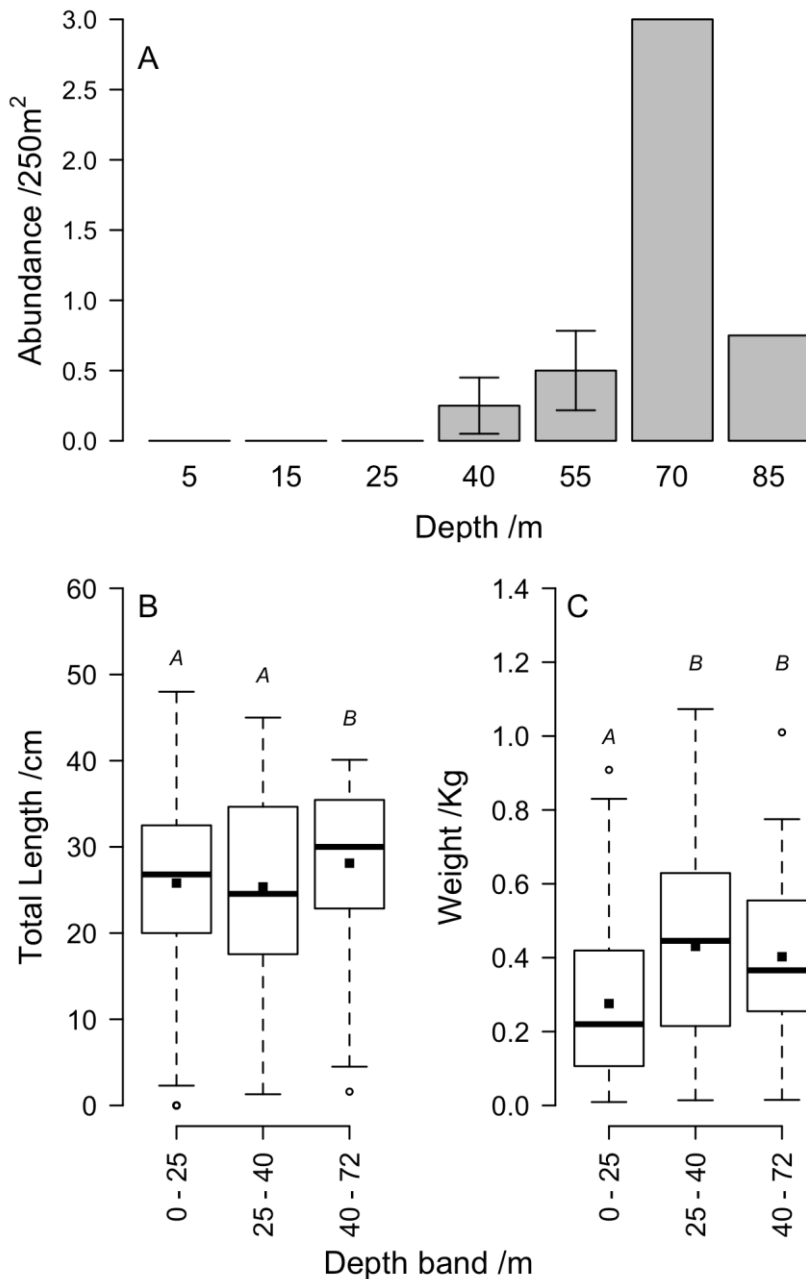 A
Abundance /250m²
3.0
2.5
2.0
1.5
1.0
0.5
0.0
5 15 25 40 55 70 85
Depth /m
B
Total Length /cm
60
50
40
30
20
10
0
A A B
0 - 25
25 - 40
40 - 72
C
Weight /Kg
1.4
1.2
1.0
0.8
0.6
0.4
0.2
0.0
A B B
0 - 25
25 - 40
40 - 72
Depth band /m